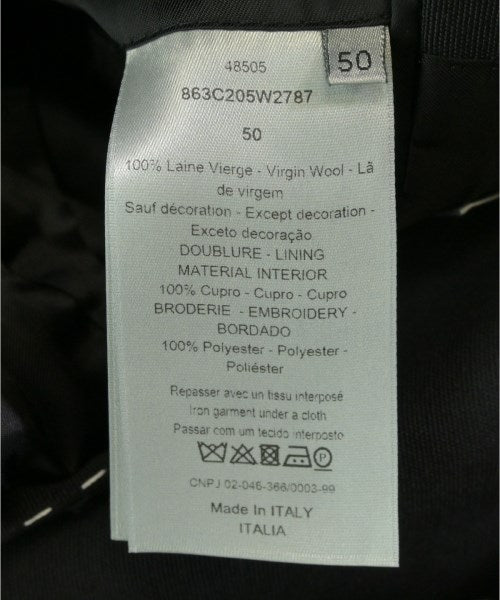 50
48505
863C205W2787
50
100% Laine Vierge - Virgin Wool - Lã
de virgem
Sauf décoration - Except decoration -
Exceto decoração
DOUBLURE - LINING
MATERIAL INTERIOR
100% Cupro - Cupro - Cupro
BRODERIE - EMBROIDERY -
BORDADO
100% Polyester - Polyester -
Poliéster
Repasser avec un tissu interposé
Iron garment under a cloth
Passar com um tecido interposto
P
CNPJ 02-046-366/0003-99
Made In ITALY
ITALIA